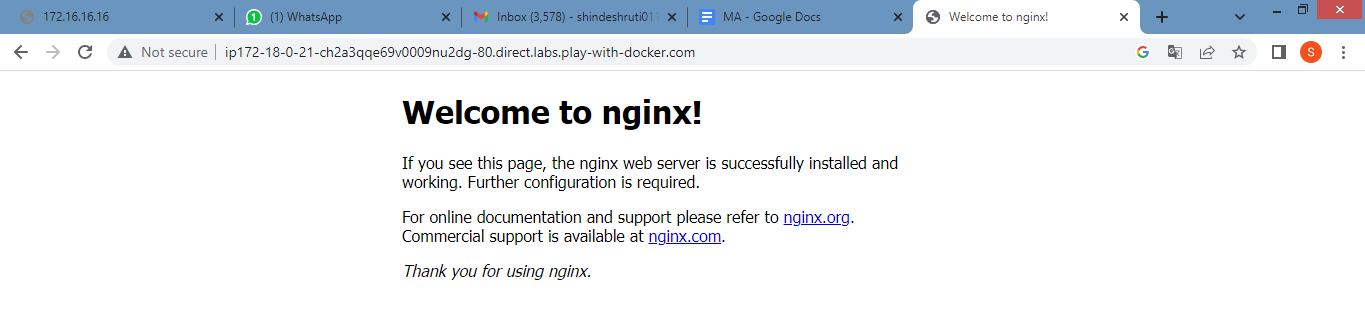 172.16.16.16
(1) WhatsApp
Inbox (3,578) - shindeshruti01
MA - Google Docs
Welcome to nginx!
Not secure
ip172-18-0-21-ch2a3qqe69v0009nu2dg-80.direct.labs.play-with-docker.com
S
Welcome to nginx!
If you see this page, the nginx web server is successfully installed and
working. Further configuration is required.
For online documentation and support please refer to nginx.org.
Commercial support is available at nginx.com.
Thank you for using nginx.